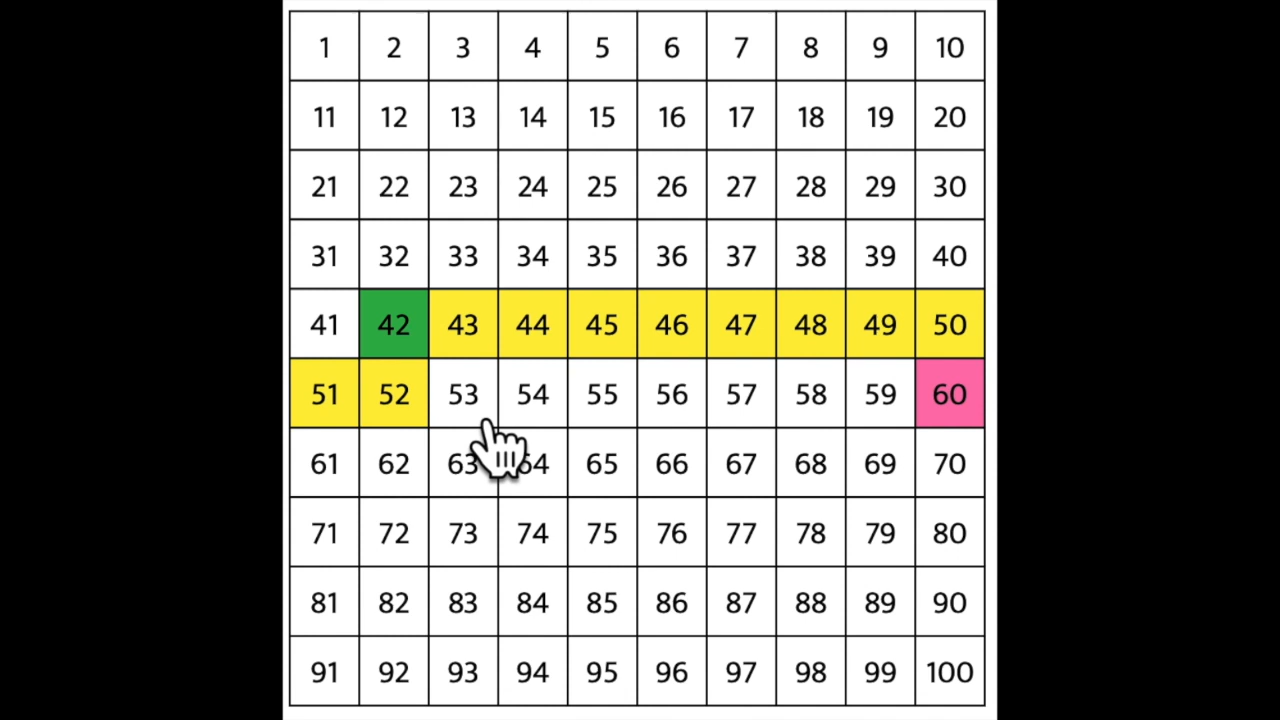 1 2 3 4 5 6 7 8 9 10
11 12 13 14 15 16 17 18 19 20
21 22 23 24 25 26 27 28 29 30
31 32 33 34 35 36 37 38 39 40
41 42 43 44 45 46 47 48 49 50
51 52 53 54 55 56 57 58 59 60
61 62 63 64 65 66 67 68 69 70
71 72 73 74 75 76 77 78 79 80
81 82 83 84 85 86 87 88 89 90
91 92 93 94 95 96 97 98 99 100